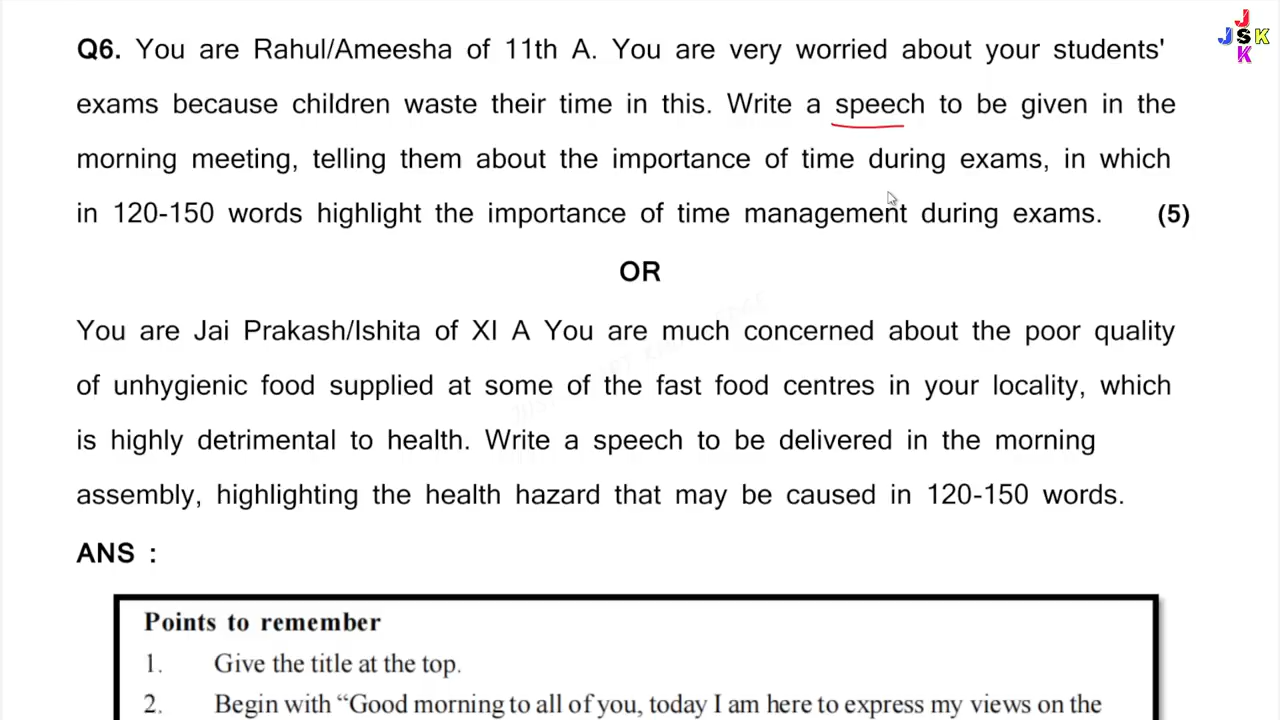 J
J S K
K
Q6. You are Rahul/Ameesha of 11th A. You are very worried about your students'
exams because children waste their time in this. Write a speech to be given in the
morning meeting, telling them about the importance of time during exams, in which
in 120-150 words highlight the importance of time management during exams. (5)
OR
You are Jai Prakash/Ishita of XI A You are much concerned about the poor quality
of unhygienic food supplied at some of the fast food centres in your locality, which
is highly detrimental to health. Write a speech to be delivered in the morning
assembly, highlighting the health hazard that may be caused in 120-150 words.
ANS :
Points to remember
1. Give the title at the top.
2. Begin with “Good morning to all of you, today I am here to express my views on the